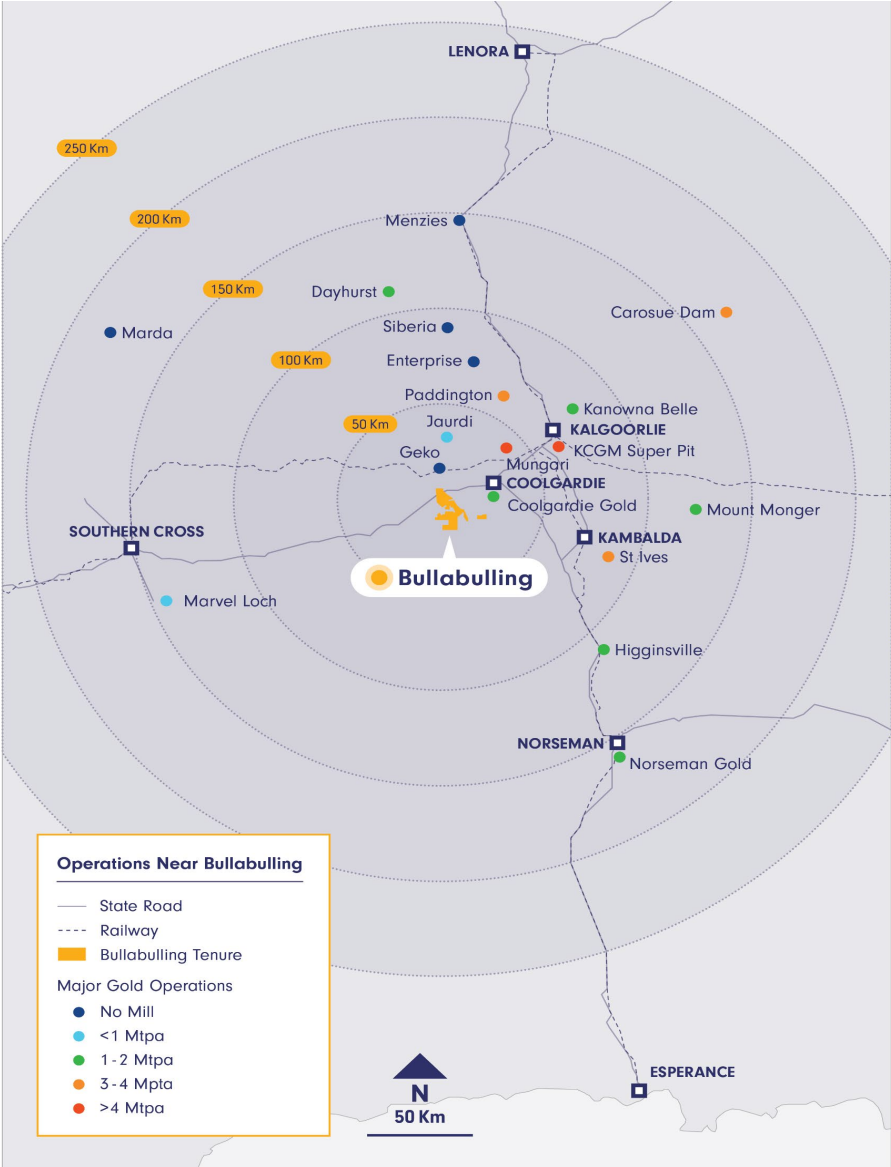 LENORA
250 Km
200 Km
Menzies
150 Km
Dayhurst
Carosue Dam
Siberia
Marda
100 Km
Enterprise
Paddington
Kanowna Belle
50 Km
Jaurdi
KALGOORLIE
Geko
KCGM Super Pit
Mungari
COOLGARDIE
Coolgardie Gold
Mount Monger
SOUTHERN CROSS
KAMBALDA
St Ives
Bullabulling
Marvel Loch
Higginsville
NORSEMAN
Norseman Gold
Operations Near Bullabulling
State Road
Railway
Bullabulling Tenure
Major Gold Operations
No Mill
<1 Mtpa
1-2 Mtpa
3-4 Mpta
>4 Mtpa
N
50 Km
ESPERANCE